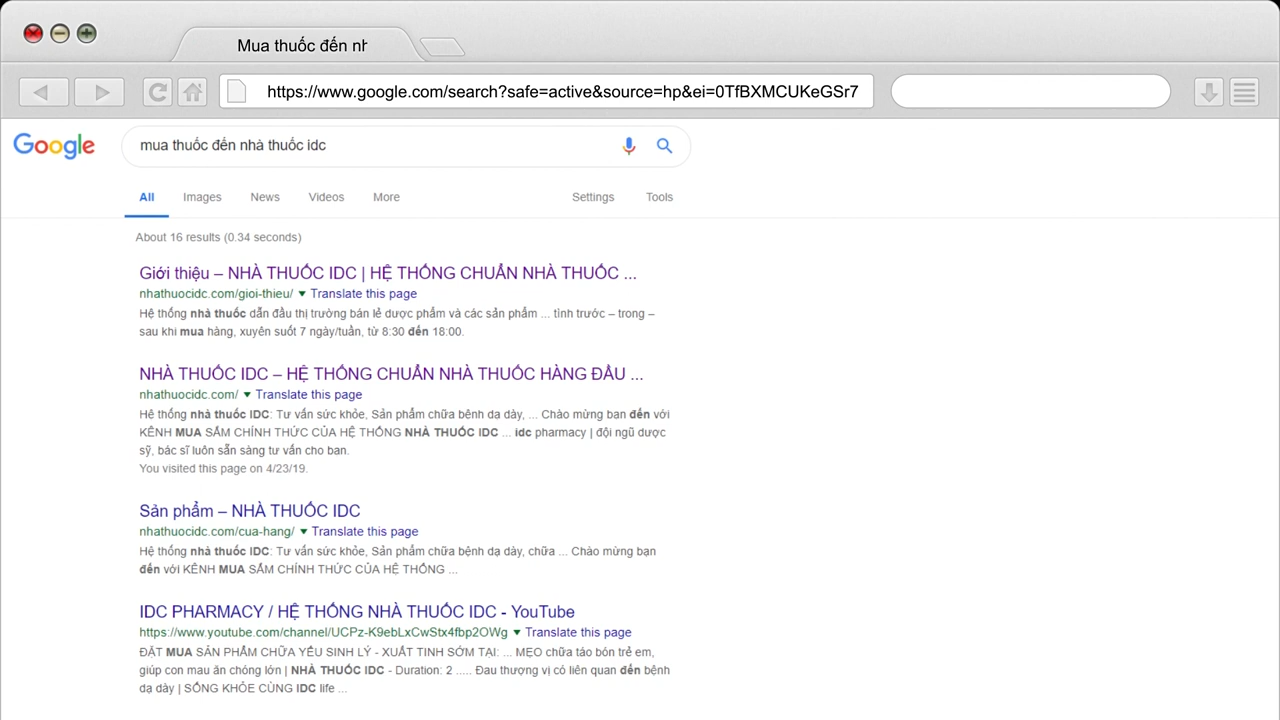 Mua thuốc đến nh
https://www.google.com/search?safe=active&source=hp&ei=0TfBXMCUKeGSr7
Google
mua thuốc đến nhà thuốc idc
All Images News Videos More Settings Tools
About 16 results (0.34 seconds)
Giới thiệu – NHÀ THUỐC IDC | HỆ THỐNG CHUẨN NHÀ THUỐC ...
nhathuocidc.com/gioi-thieu/ ▼ Translate this page
Hệ thống nhà thuốc dẫn đầu thị trường bán lẻ dược phẩm và các sản phẩm ... tình trước – trong –
sau khi mua hàng, xuyên suốt 7 ngày/tuần, từ 8:30 đến 18:00.
NHÀ THUỐC IDC – HỆ THỐNG CHUẨN NHÀ THUỐC HÀNG ĐẦU ...
nhathuocidc.com/ ▼ Translate this page
Hệ thống nhà thuốc IDC: Tư vấn sức khỏe, Sản phẩm chữa bệnh dạ dày, ... Chào mừng bạn đến với
KÊNH MUA SẮM CHÍNH THỨC CỦA HỆ THỐNG NHÀ THUỐC IDC ... idc pharmacy | đội ngũ dược
sỹ, bác sĩ luôn sẵn sàng tư vấn cho bạn.
You visited this page on 4/23/19.
Sản phẩm – NHÀ THUỐC IDC
nhathuocidc.com/cua-hang/ ▼ Translate this page
Hệ thống nhà thuốc IDC: Tư vấn sức khỏe, Sản phẩm chữa bệnh dạ dày, chữa ... Chào mừng bạn
đến với KÊNH MUA SẮM CHÍNH THỨC CỦA HỆ THỐNG ...
IDC PHARMACY / HỆ THỐNG NHÀ THUỐC IDC - YouTube
https://www.youtube.com/channel/UCPz-K9ebLxCwStx4fbp2OWg ▼ Translate this page
ĐẶT MUA SẢN PHẨM CHỮA YẾU SINH LÝ - XUẤT TINH SỚM TẠI: ... MẸO chữa táo bón trẻ em,
giúp con mau ăn chóng lớn | NHÀ THUỐC IDC - Duration: 2 ..... Đau thượng vị có liên quan đến bệnh
dạ dày | SỐNG KHỎE CÙNG IDC life ...